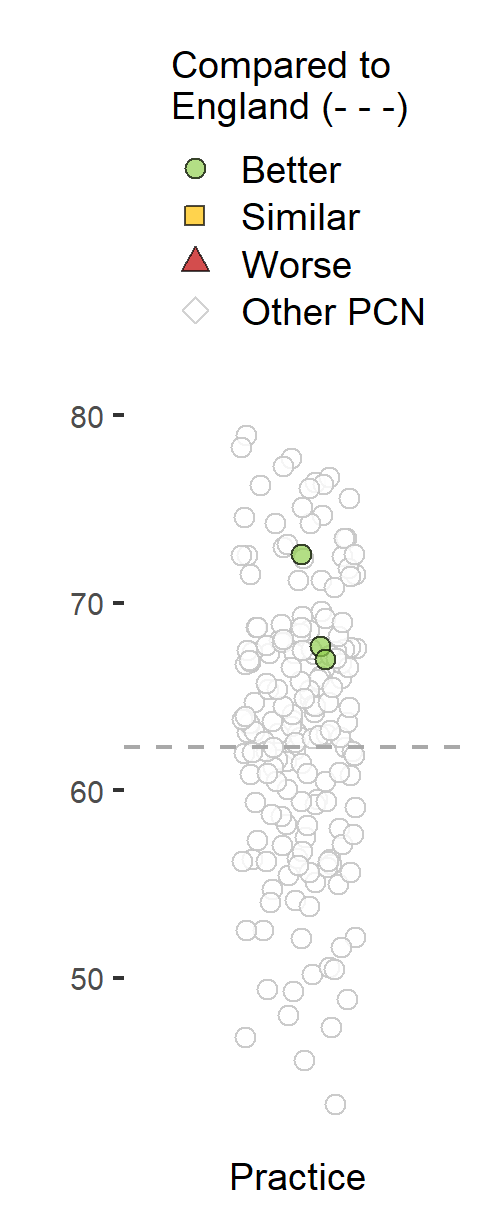 Compared to
England (- - -)
Better
Similar
Worse
Other PCN
80
70
60
50
Practice